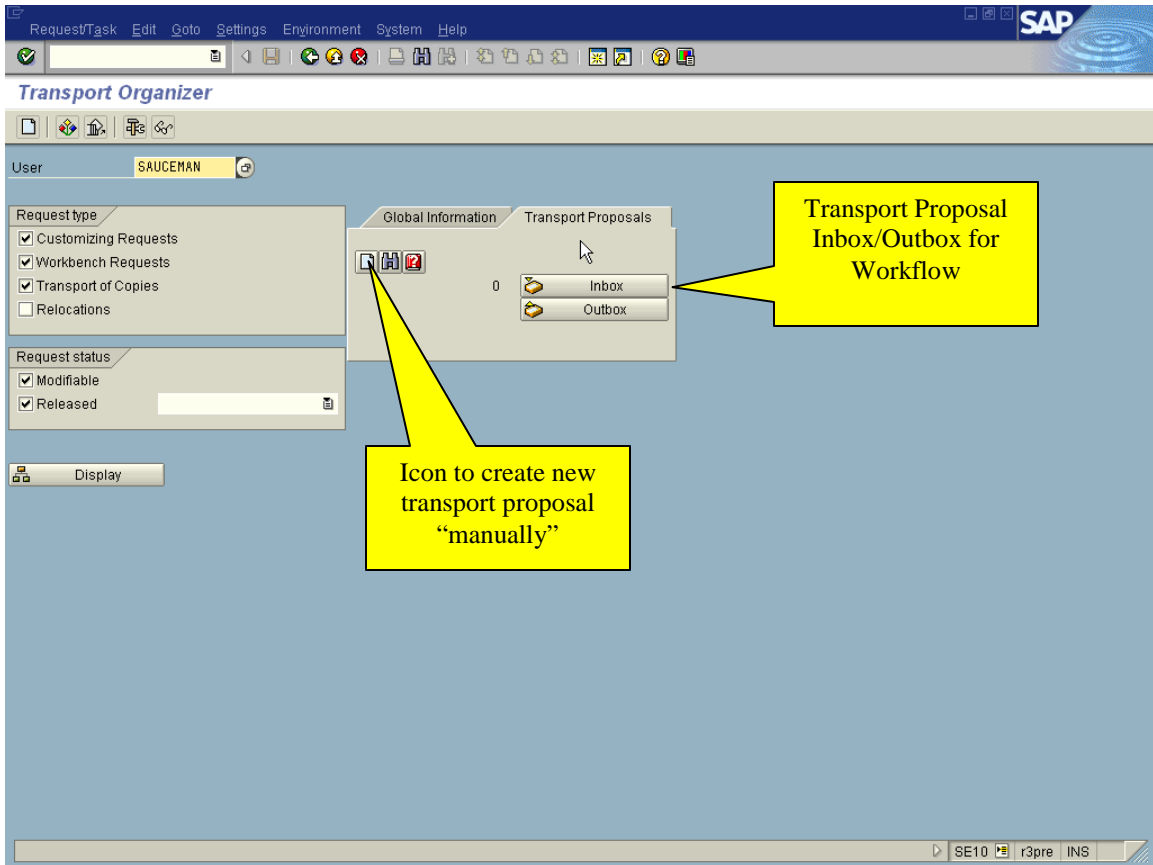 Request/Task Edit Goto Settings Environment System Help
SAP
Transport Organizer
User SAUCEMAN
Request type
Customizing Requests
Workbench Requests
Transport of Copies
Relocations
Request status
Modifiable
Released
Display
Global Information Transport Proposals
0 Inbox
Outbox
Transport Proposal
Inbox/Outbox for
Workflow
Icon to create new
transport proposal
“manually”
SE10 r3pre INS